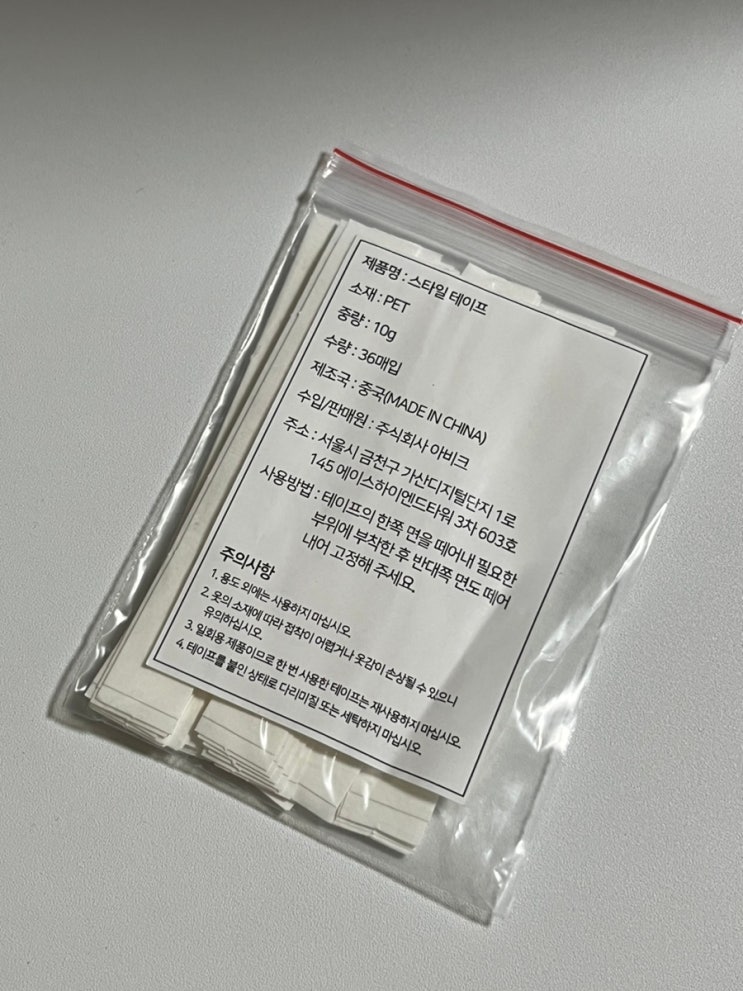 제품명 : 스타일 테이프
소재 : PET
중량 : 10g
수량 : 36매입
제조국 : 중국(MADE IN CHINA)
수입/판매원 : 주식회사 아비크
주소 : 서울시 금천구 가산디지털단지 1로
145 에이스하이엔드타워 3차 603호
사용방법 : 테이프의 한쪽 면을 떼어내 필요한
부위에 부착한 후 반대쪽 면도 떼어
내어 고정해 주세요.
주의사항
1. 용도 외에는 사용하지 마십시오.
2. 옷의 소재에 따라 접착이 어렵거나 옷감이 손상될 수 있으니
유의하십시오.
3. 일회용 제품이므로 한 번 사용한 테이프는 재사용하지 마십시오.
4. 테이프를 붙인 상태로 다리미질 또는 세탁하지 마십시오.